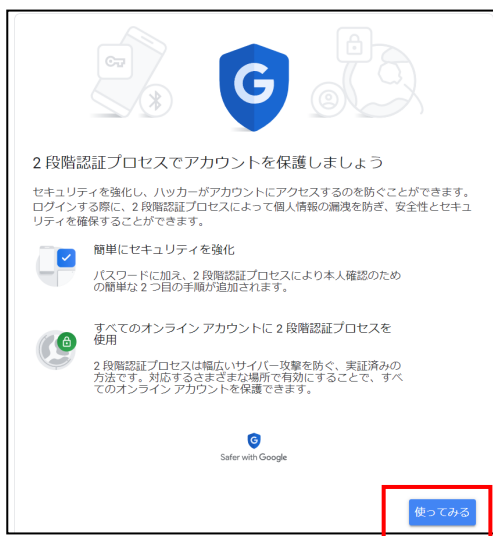 G
2 段階認証プロセスでアカウントを保護しましょう
セキュリティを強化し、ハッカーがアカウントにアクセスするのを防ぐことができます。
ログインする際に、2 段階認証プロセスによって個人情報の漏洩を防ぎ、安全性とセキュ
リティを確保することができます。
簡単にセキュリティを強化
パスワードに加え、2 段階認証プロセスにより本人確認のため
の簡単な 2 つ目の手順が追加されます。
すべてのオンライン アカウントに 2 段階認証プロセスを
使用
2 段階認証プロセスは幅広いサイバー攻撃を防ぐ、実証済みの
方法です。対応するさまざまな場所で有効にすることで、すべ
てのオンライン アカウントを保護できます。
G
Safer with Google
使ってみる